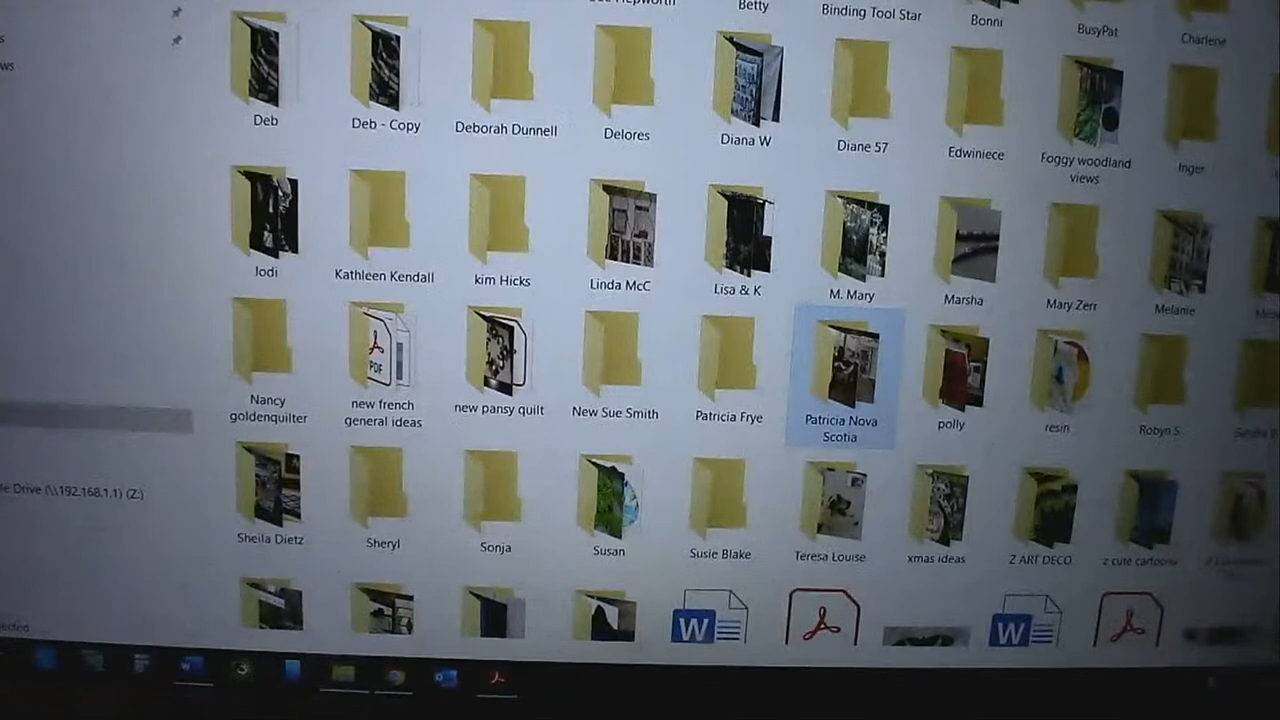 Betty
Binding Tool Star
Bonni
BusyPat
Charlene
Deb
Deb - Copy
Deborah Dunnell
Delores
Diana W
Diane 57
Edwiniece
Foggy woodland
views
Inger
Jodi
Kathleen Kendall
kim Hicks
Linda McC
Lisa & K
M. Mary
Marsha
Mary Zerr
Melanie
Nancy
goldenquilter
new french
general ideas
new pansy quilt
New Sue Smith
Patricia Frye
Patricia Nova
Scotia
polly
resin
Robyn S
PDF
le Drive (\\192.168.1.1) (Z:)
Sheila Dietz
Sheryl
Sonja
Susan
Susie Blake
Teresa Louise
xmas ideas
Z ART DECO
z cute cartoons
W
W